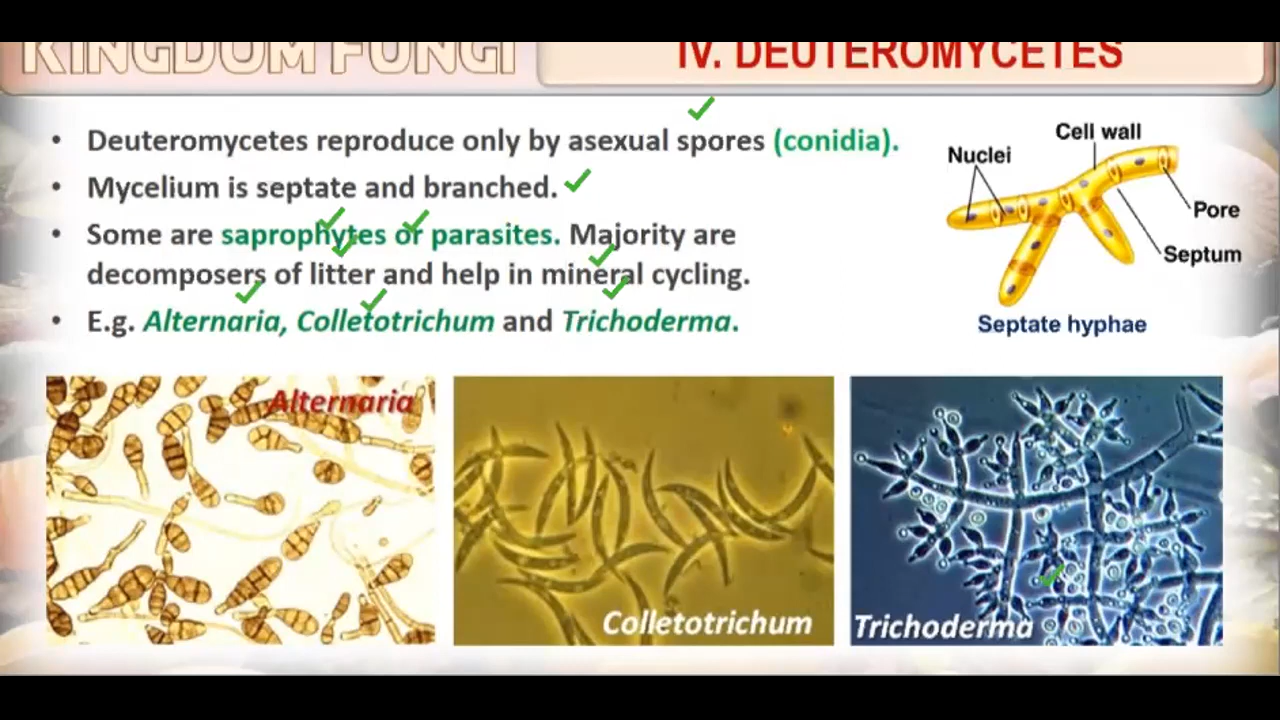 KINGDOM FUNGI
IV. DEUTEROMYCETES
• Deuteromycetes reproduce only by asexual spores (conidia).
• Mycelium is septate and branched.
• Some are saprophytes or parasites. Majority are
decomposers of litter and help in mineral cycling.
• E.g. Alternaria, Colletotrichum and Trichoderma.
Cell wall
Nuclei
Pore
Septum
Septate hyphae
Alternaria
Colletotrichum
Trichoderma